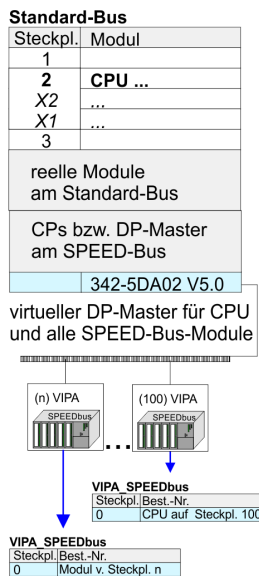 Standard-Bus
Steckpl. Modul
1
2 CPU ...
X2 ...
X1 ...
3
reelle Module
am Standard-Bus
CPs bzw. DP-Master
am SPEED-Bus
342-5DA02 V5.0
virtueller DP-Master für CPU
und alle SPEED-Bus-Module
(n) VIPA (100) VIPA
SPEEDbus SPEEDbus
...
VIPA_SPEEDbus
Steckpl. Best.-Nr.
0 CPU auf Steckpl. 100
VIPA_SPEEDbus
Steckpl. Best.-Nr.
0 Modul v. Steckpl. n